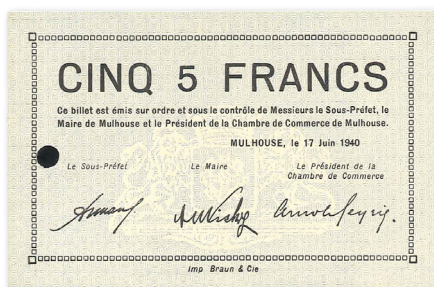 CINQ 5 FRANCS
Ce billet est émis sur ordre et sous le contrôle de Messieurs le Sous-Préfet, le
Maire de Mulhouse et le Président de la Chambre de Commerce de Mulhouse.
MULHOUSE, le 17 Juin 1940
Le Sous-Préfet Le Maire Le Président de la
Chambre de Commerce
Imp Braun & Cie